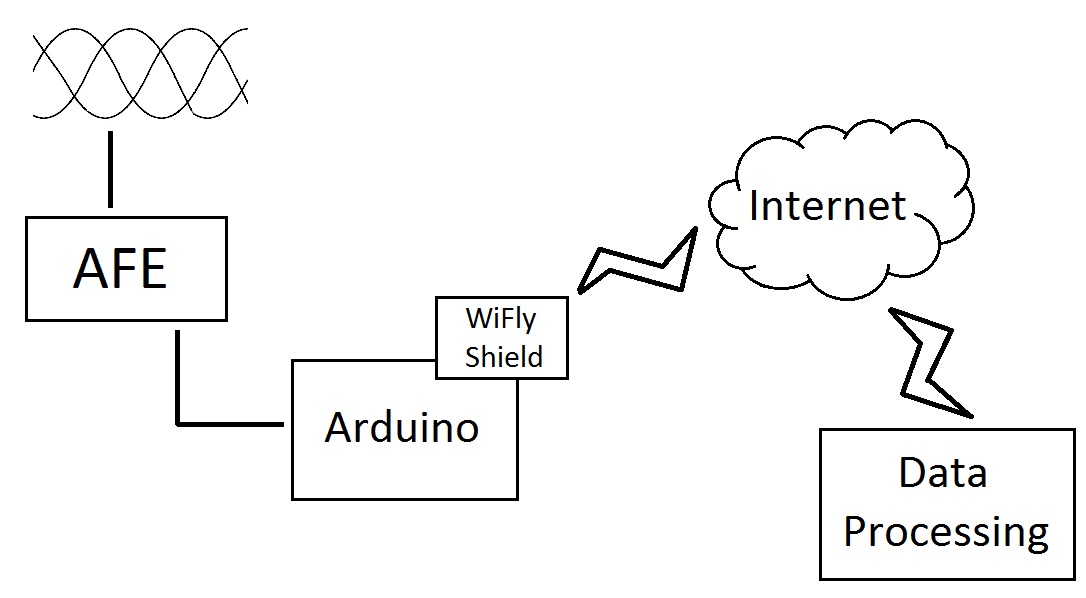 AFE
WiFly
Shield
Arduino
Internet
Data
Processing